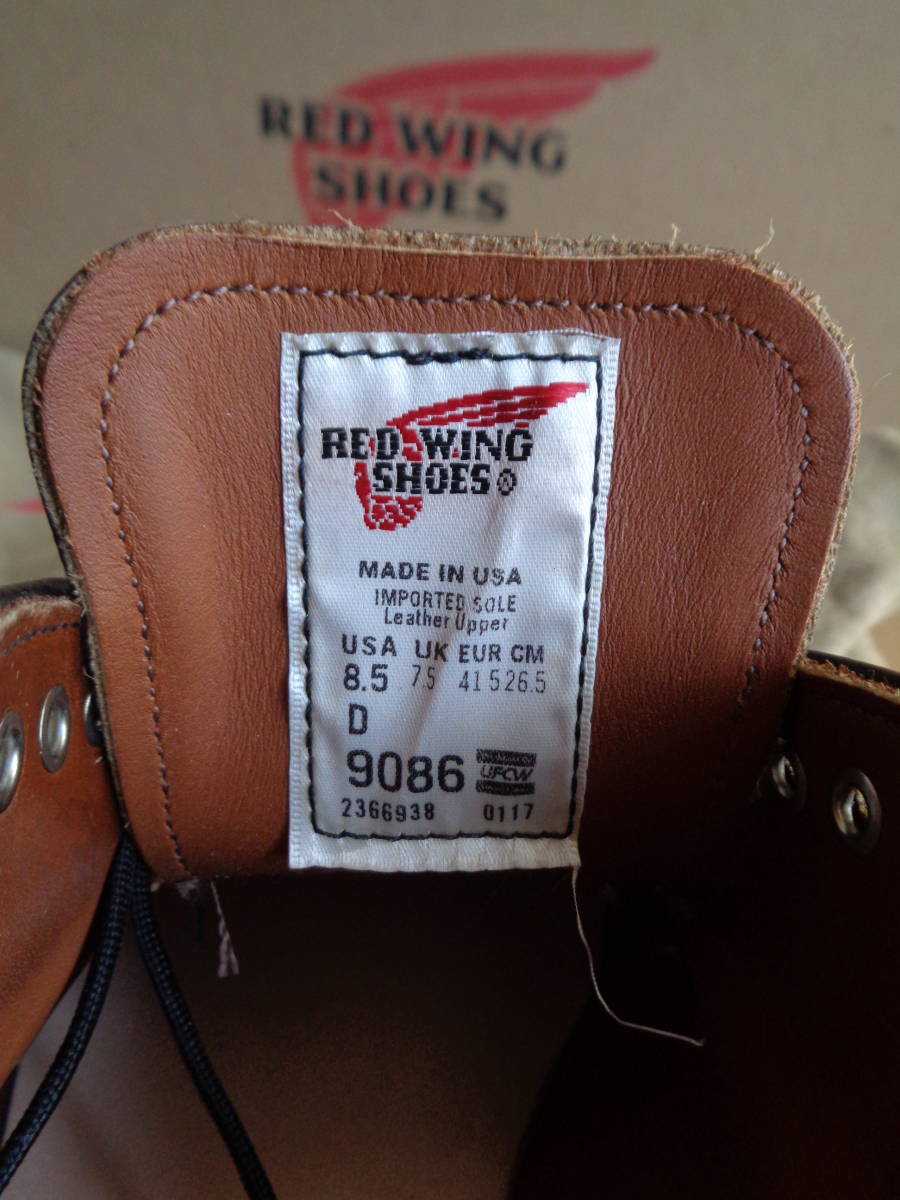 RED WING
SHOES
RED WING
SHOES ®
MADE IN USA
IMPORTED SOLE
Leather Upper
USA UK EUR CM
8.5 7.5 41 5 26.5
D
9086 UFCW
2366938 0117